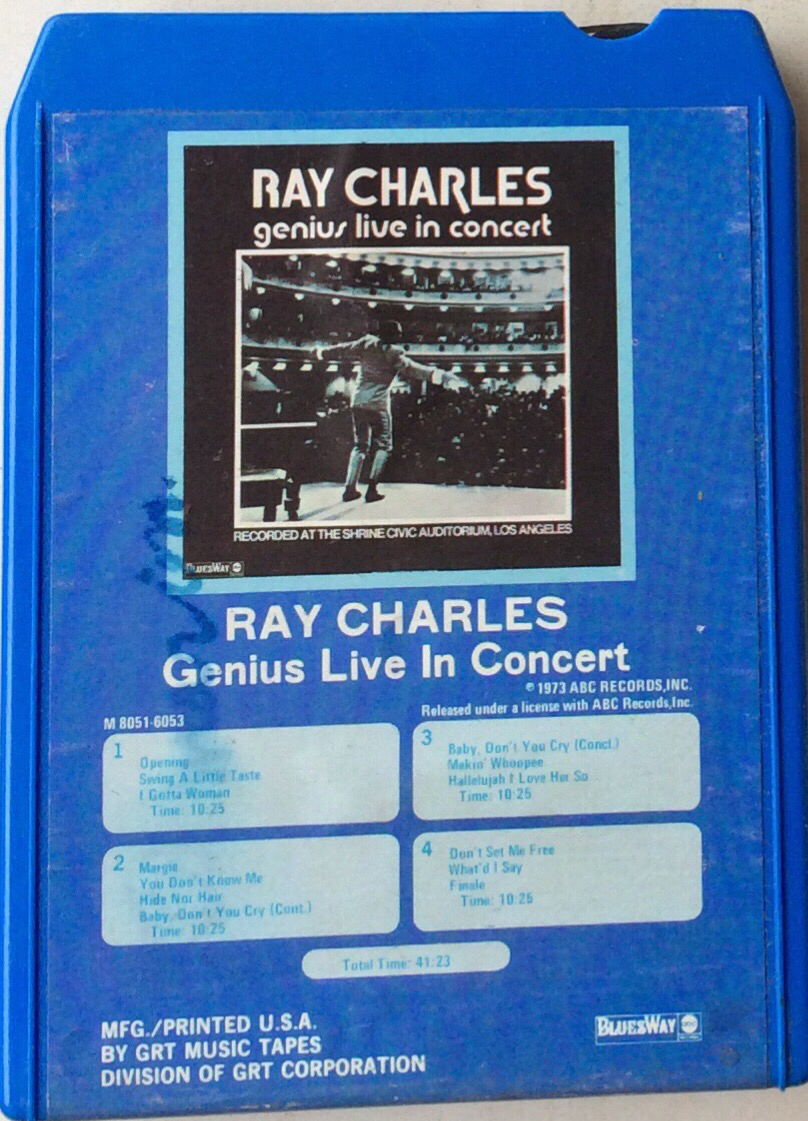 RAY CHARLES
genius live in concert
RECORDED AT THE SHRINE CIVIC AUDITORIUM, LOS ANGELES
BLUESWAY abc
RAY CHARLES
Genius Live In Concert
℗ 1973 ABC RECORDS,INC.
Released under a license with ABC Records,Inc.
M 8051-6053
1
Opening
Swing A Little Taste
I Gotta Woman
Time: 10:25
2
Margie
You Don't Know Me
Hide Nor Hair
Baby, Don't You Cry (Cont.)
Time: 10:25
3
Baby, Don't You Cry (Concl.)
Makin' Whoopee
Hallelujah I Love Her So
Time: 10:25
4
Don't Set Me Free
What'd I Say
Finale
Time: 10:25
Total Time: 41:23
MFG./PRINTED U.S.A.
BY GRT MUSIC TAPES
DIVISION OF GRT CORPORATION
BLUESWAY abc